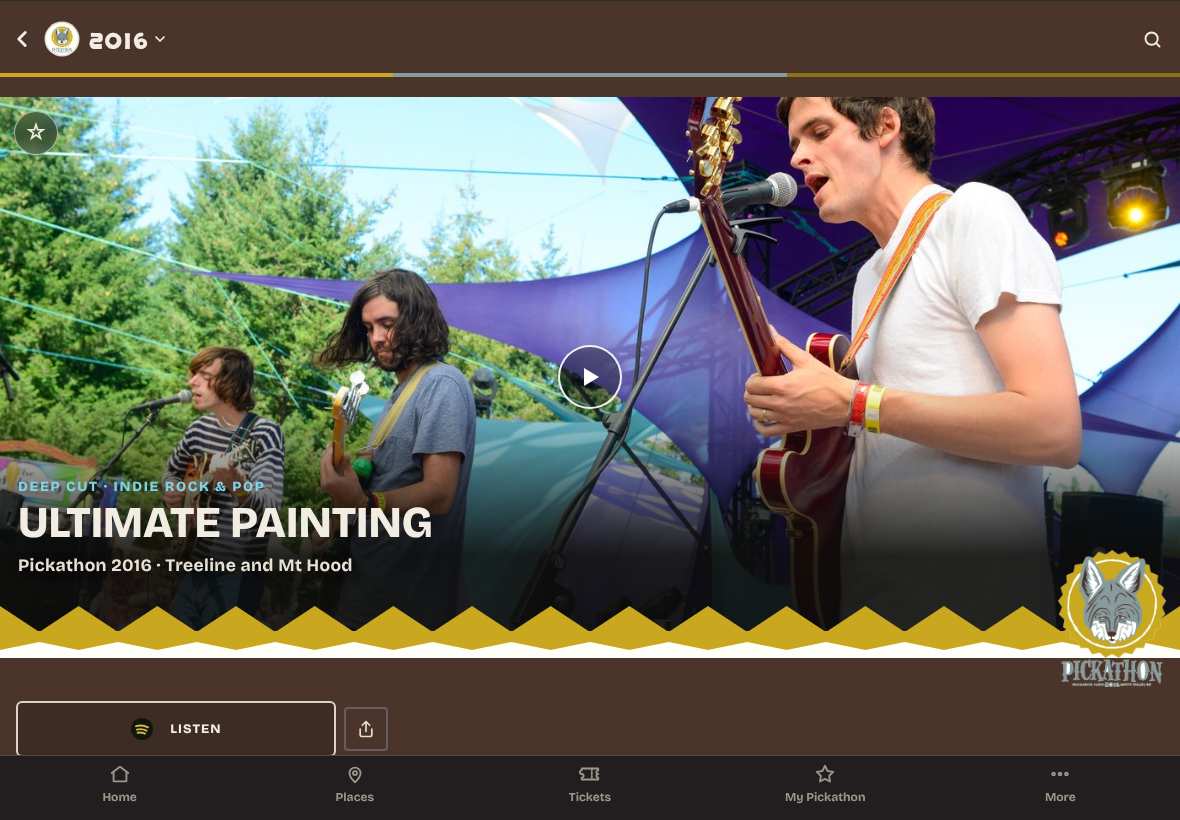 2016
DEEP CUT · INDIE ROCK & POP
ULTIMATE PAINTING
Pickathon 2016 · Treeline and Mt Hood
PICKATHON
LISTEN
Home
Places
Tickets
My Pickathon
More